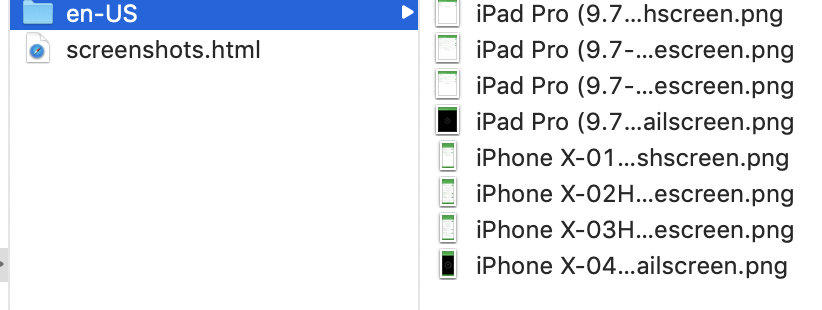 en-US
screenshots.html
iPad Pro (9.7...hscreen.png
iPad Pro (9.7-...escreen.png
iPad Pro (9.7-...escreen.png
iPad Pro (9.7...ailscreen.png
iPhone X-01...shscreen.png
iPhone X-02H...escreen.png
iPhone X-03H...escreen.png
iPhone X-04...ailscreen.png